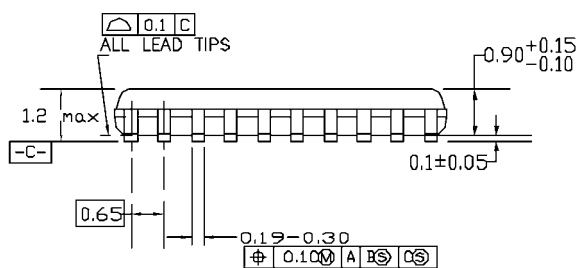 ⌓ 0.1 C
ALL LEAD TIPS
0.90 +0.15 -0.10
1.2 max
-C-
0.1±0.05
0.65
0.19-0.30
⌖ 0.10Ⓜ A BⓈ CⓈ